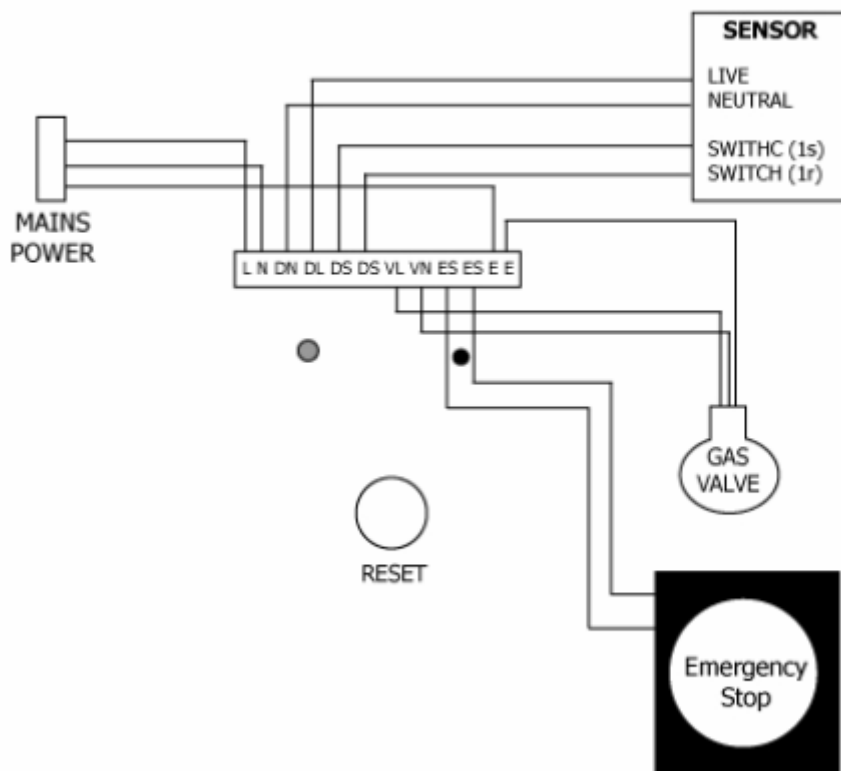 SENSOR
LIVE
NEUTRAL
SWITHC (1s)
SWITCH (1r)
MAINS
POWER
L N DN DL DS DS VL VN ES ES E E
GAS
VALVE
RESET
Emergency
Stop